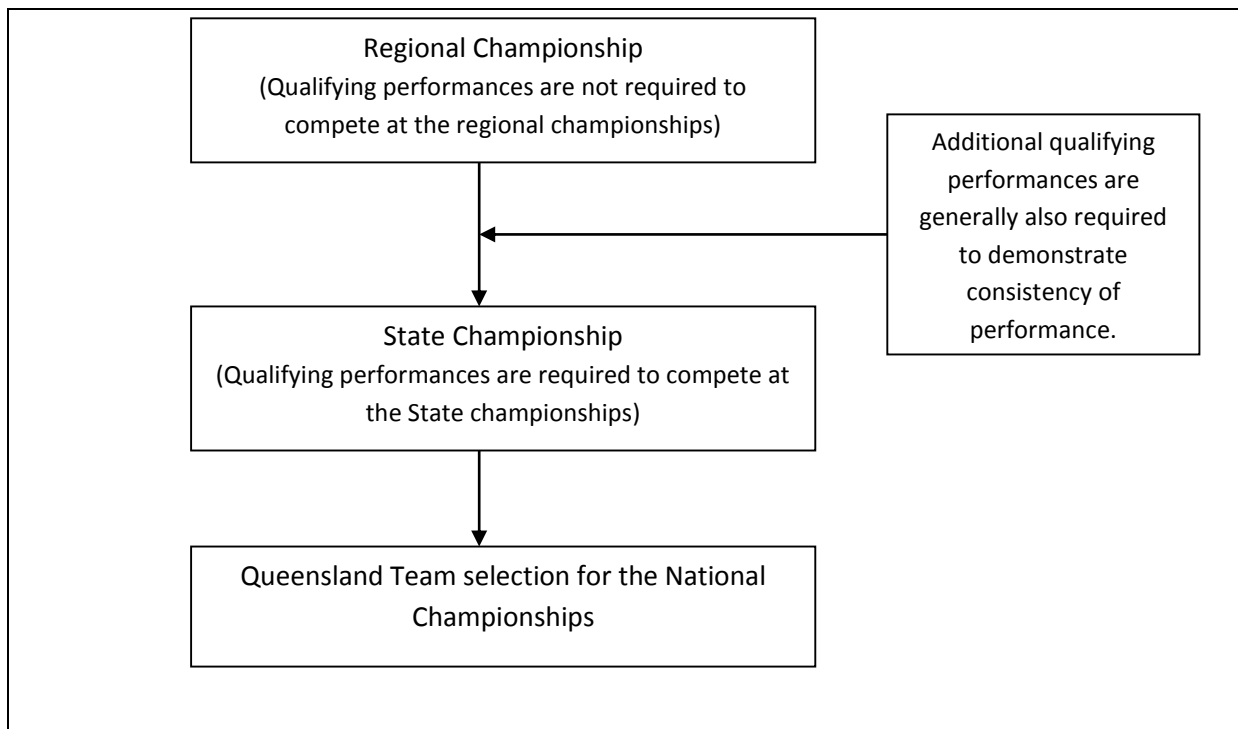 Regional Championship
(Qualifying performances are not required to
compete at the regional championships)
Additional qualifying
performances are
generally also required
to demonstrate
consistency of
performance.
State Championship
(Qualifying performances are required to compete at
the State championships)
Queensland Team selection for the National
Championships